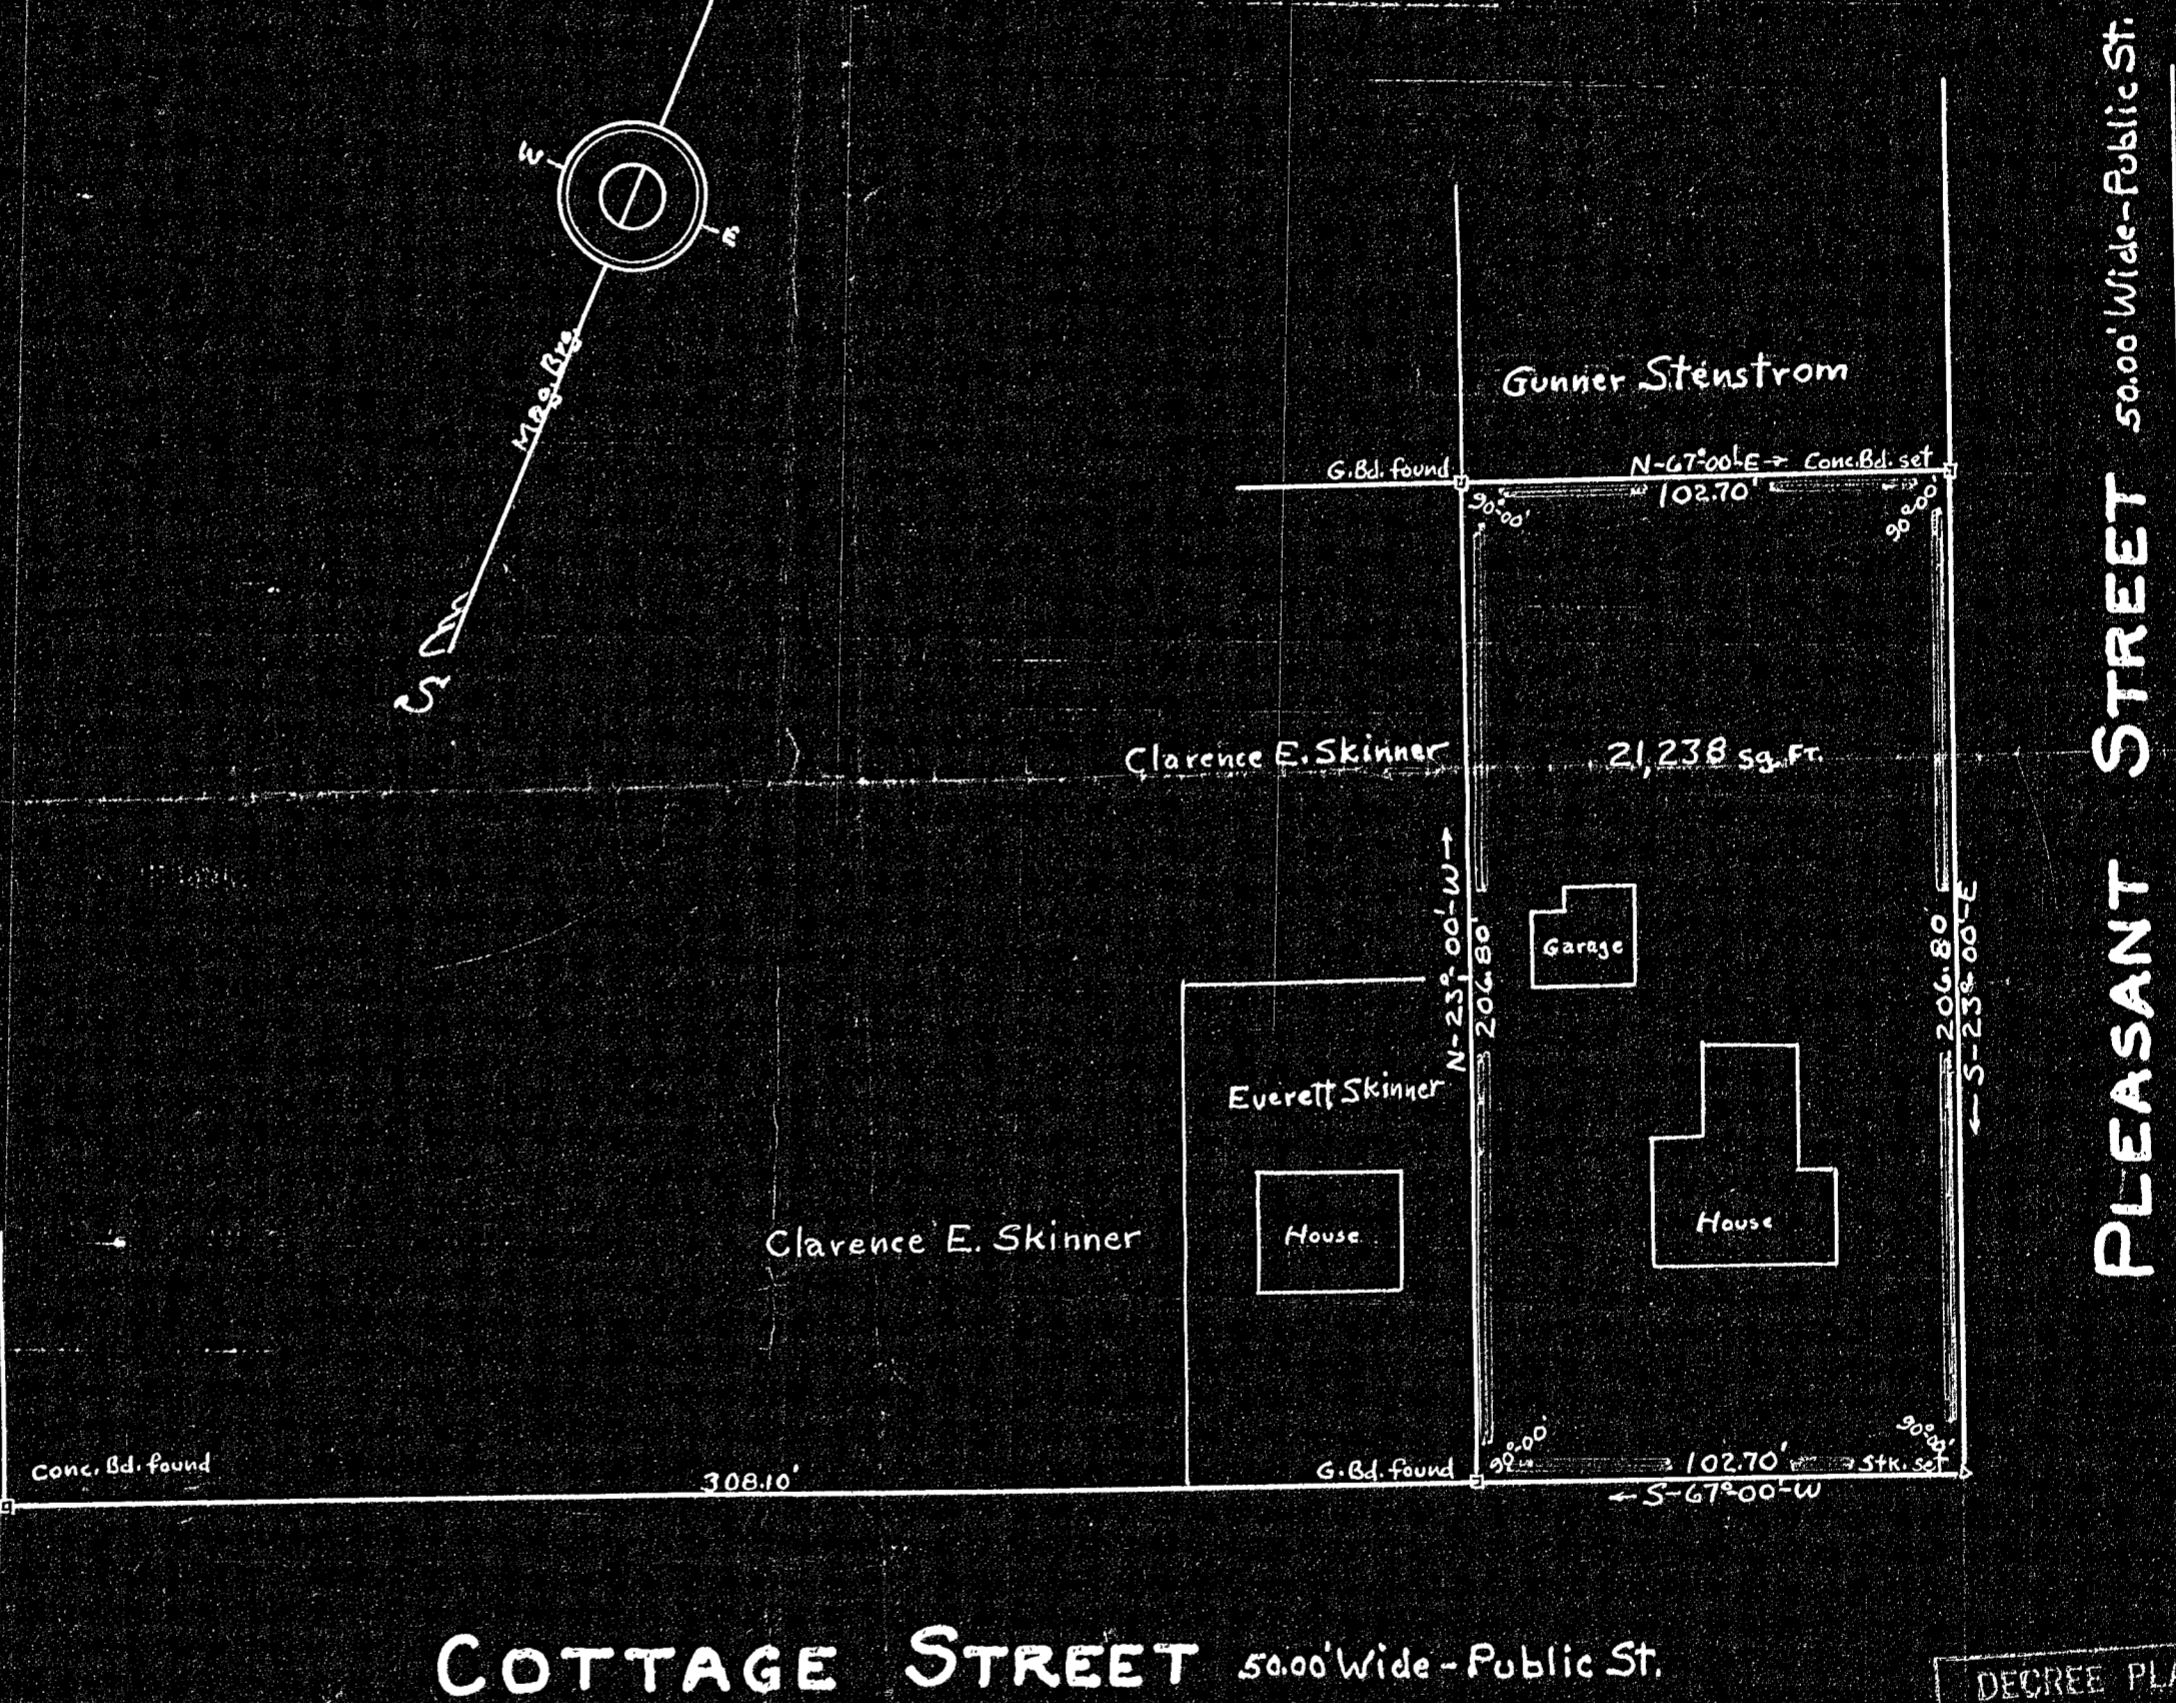 PLEASANT STREET 50.00' Wide-Public St.
W
E
Mag. Brg.
S
Gunner Stenstrom
G.Bd. found
N-67°00'-E→ Conc.Bd. set
102.70'
90°-00'
90°-00'
Clarence E. Skinner
21,238 Sq. Ft.
N-23°-00'-W→
206.80'
Garage
206.80'
←S-23°-00'-E
Everett Skinner
House
House
Clarence E. Skinner
Conc. Bd. found
308.10'
G.Bd. found
90°-00'
90°-00'
102.70'
Stk. set
←S-67°-00'-W
COTTAGE STREET 50.00' Wide-Public St.
DECREE PLA